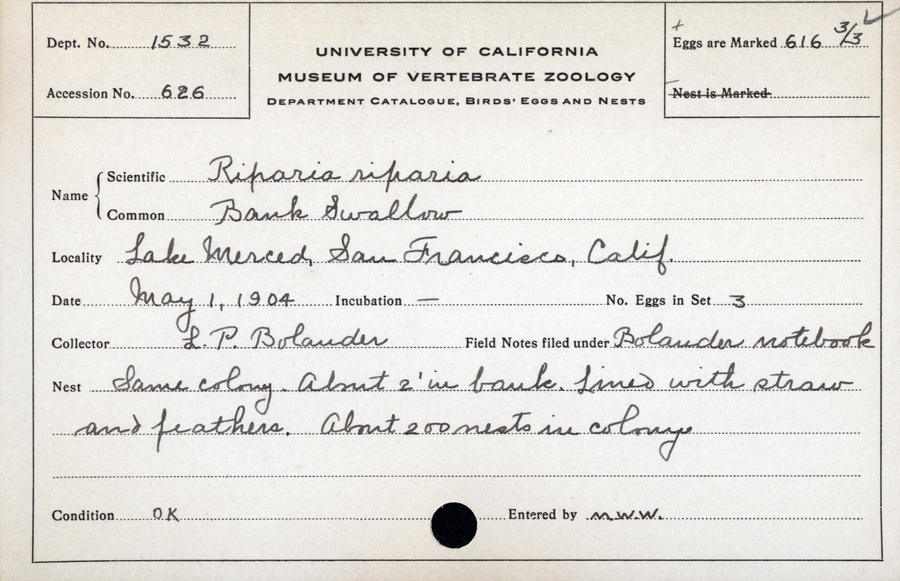 Dept. No. 1532
Accession No. 626
UNIVERSITY OF CALIFORNIA
MUSEUM OF VERTEBRATE ZOOLOGY
DEPARTMENT CATALOGUE, BIRDS' EGGS AND NESTS
+
Eggs are Marked 616 3/3 ✓
Nest is Marked
Name
Scientific Riparia riparia
Common Bank Swallow
Locality Lake Merced, San Francisco, Calif.
Date May 1, 1904 Incubation — No. Eggs in Set 3
Collector L. P. Bolander Field Notes filed under Bolander notebook
Nest Same colony. About 2' in bank. Lined with straw
and feathers. About 200 nests in colony
Condition OK Entered by M.W.W.